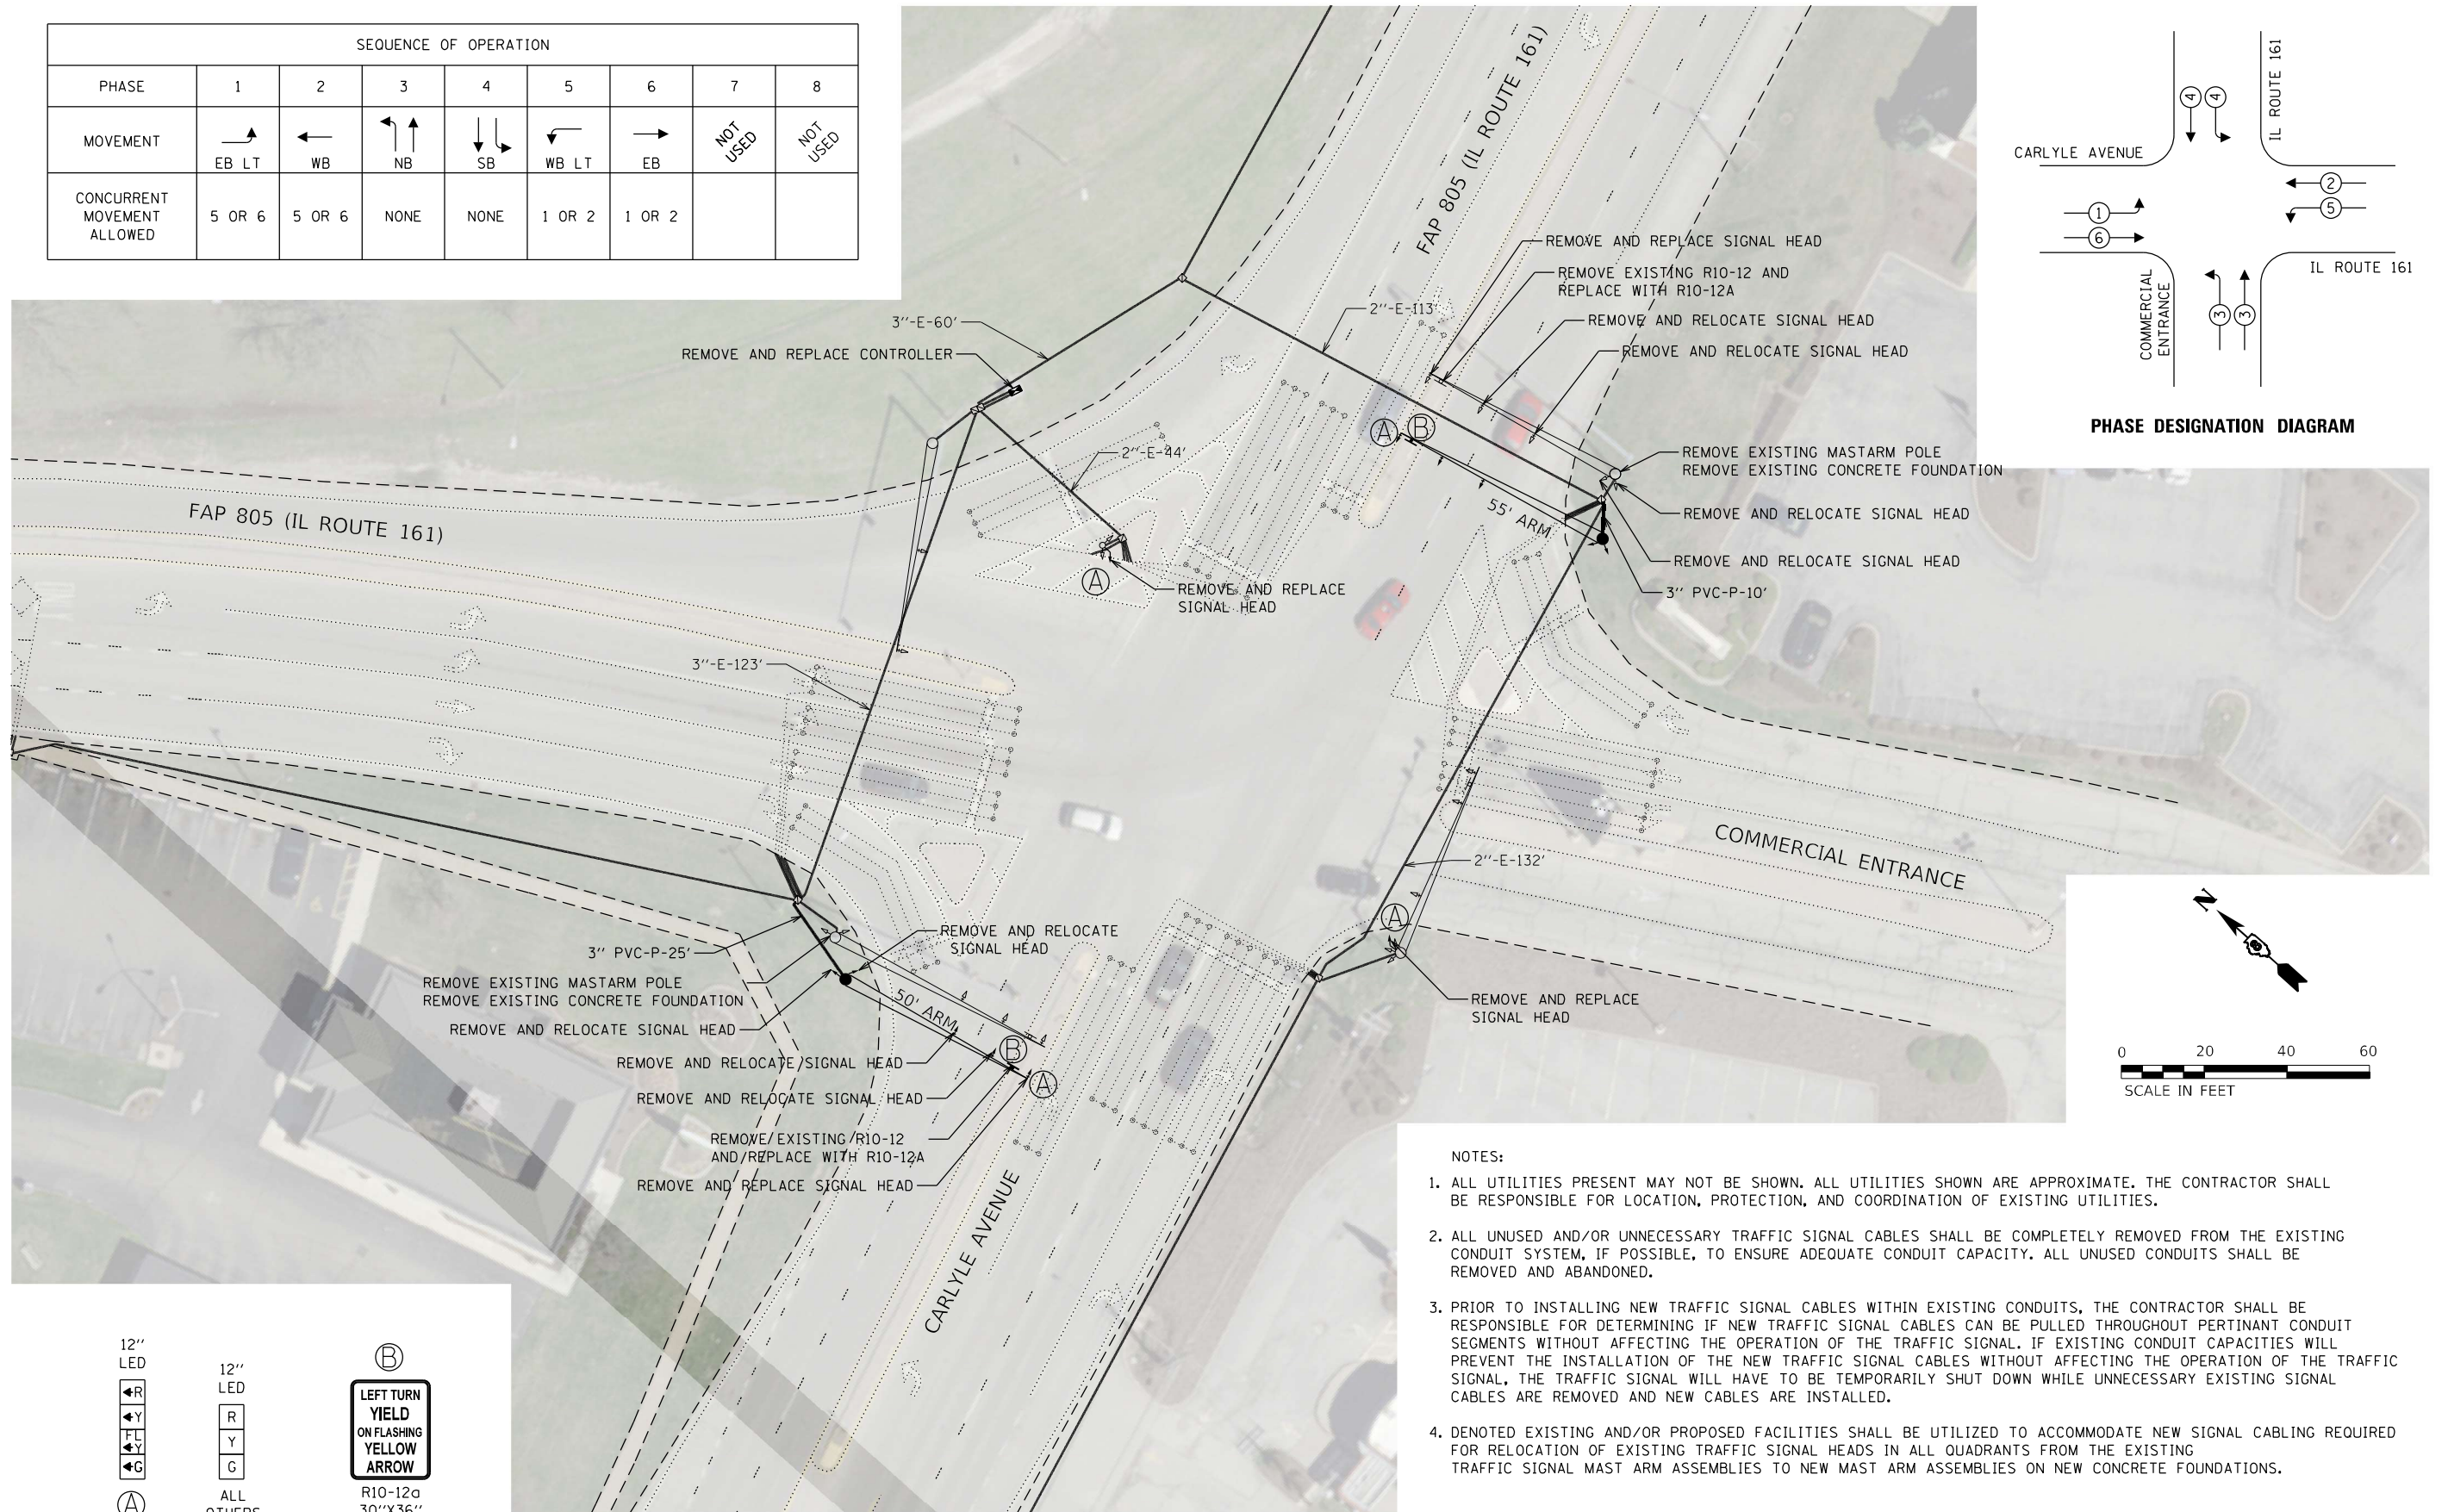 SEQUENCE OF OPERATION
PHASE 1 2 3 4 5 6 7 8
MOVEMENT EB LT WB NB SB WB LT EB NOT USED NOT USED
CONCURRENT
MOVEMENT
ALLOWED
5 OR 6 5 OR 6 NONE NONE 1 OR 2 1 OR 2
FAP 805 (IL ROUTE 161)
REMOVE AND REPLACE SIGNAL HEAD
REMOVE EXISTING R10-12 AND
REPLACE WITH R10-12A
2''-E-113'
REMOVE AND RELOCATE SIGNAL HEAD
REMOVE AND RELOCATE SIGNAL HEAD
3''-E-60'
REMOVE AND REPLACE CONTROLLER
4 4
IL ROUTE 161
CARLYLE AVENUE
2
1
5
6
IL ROUTE 161
COMMERCIAL
ENTRANCE
3 3
PHASE DESIGNATION DIAGRAM
A B
2''-E-44'
REMOVE EXISTING MASTARM POLE
REMOVE EXISTING CONCRETE FOUNDATION
55' ARM
REMOVE AND RELOCATE SIGNAL HEAD
REMOVE AND RELOCATE SIGNAL HEAD
3'' PVC-P-10'
FAP 805 (IL ROUTE 161)
A
REMOVE AND REPLACE
SIGNAL HEAD
3''-E-123'
COMMERCIAL ENTRANCE
2''-E-132'
A
REMOVE AND REPLACE
SIGNAL HEAD
REMOVE AND RELOCATE
SIGNAL HEAD
3'' PVC-P-25'
REMOVE EXISTING MASTARM POLE
REMOVE EXISTING CONCRETE FOUNDATION
50' ARM
REMOVE AND RELOCATE SIGNAL HEAD
REMOVE AND RELOCATE SIGNAL HEAD
B
A
REMOVE AND RELOCATE SIGNAL HEAD
REMOVE EXISTING R10-12
AND REPLACE WITH R10-12A
REMOVE AND REPLACE SIGNAL HEAD
CARLYLE AVENUE
N
0 20 40 60
SCALE IN FEET
NOTES:
1. ALL UTILITIES PRESENT MAY NOT BE SHOWN. ALL UTILITIES SHOWN ARE APPROXIMATE. THE CONTRACTOR SHALL
BE RESPONSIBLE FOR LOCATION, PROTECTION, AND COORDINATION OF EXISTING UTILITIES.
2. ALL UNUSED AND/OR UNNECESSARY TRAFFIC SIGNAL CABLES SHALL BE COMPLETELY REMOVED FROM THE EXISTING
CONDUIT SYSTEM, IF POSSIBLE, TO ENSURE ADEQUATE CONDUIT CAPACITY. ALL UNUSED CONDUITS SHALL BE
REMOVED AND ABANDONED.
3. PRIOR TO INSTALLING NEW TRAFFIC SIGNAL CABLES WITHIN EXISTING CONDUITS, THE CONTRACTOR SHALL BE
RESPONSIBLE FOR DETERMINING IF NEW TRAFFIC SIGNAL CABLES CAN BE PULLED THROUGHOUT PERTINANT CONDUIT
SEGMENTS WITHOUT AFFECTING THE OPERATION OF THE TRAFFIC SIGNAL. IF EXISTING CONDUIT CAPACITIES WILL
PREVENT THE INSTALLATION OF THE NEW TRAFFIC SIGNAL CABLES WITHOUT AFFECTING THE OPERATION OF THE TRAFFIC
SIGNAL, THE TRAFFIC SIGNAL WILL HAVE TO BE TEMPORARILY SHUT DOWN WHILE UNNECESSARY EXISTING SIGNAL
CABLES ARE REMOVED AND NEW CABLES ARE INSTALLED.
4. DENOTED EXISTING AND/OR PROPOSED FACILITIES SHALL BE UTILIZED TO ACCOMMODATE NEW SIGNAL CABLING REQUIRED
FOR RELOCATION OF EXISTING TRAFFIC SIGNAL HEADS IN ALL QUADRANTS FROM THE EXISTING
TRAFFIC SIGNAL MAST ARM ASSEMBLIES TO NEW MAST ARM ASSEMBLIES ON NEW CONCRETE FOUNDATIONS.
12''
LED
R
Y
FL
Y
G
A
12''
LED
R
Y
G
ALL
OTHERS
B
LEFT TURN
YIELD
ON FLASHING
YELLOW
ARROW
R10-12a
30''X36''